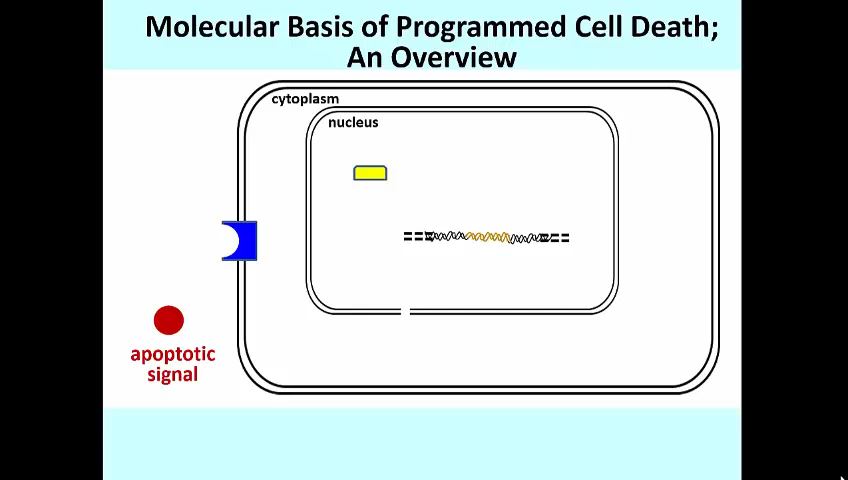 Molecular Basis of Programmed Cell Death;
An Overview
cytoplasm
nucleus
apoptotic
signal